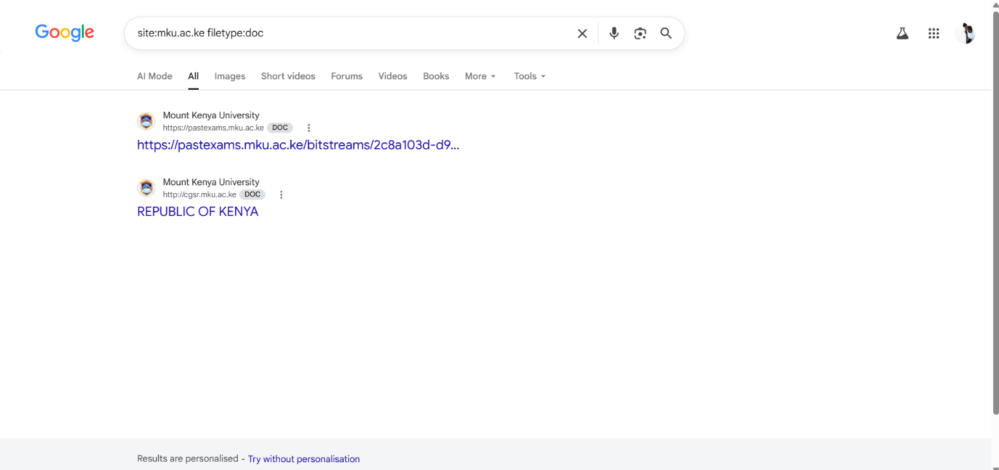 Google
site:mku.ac.ke filetype:doc
AI Mode All Images Short videos Forums Videos Books More Tools
Mount Kenya University
https://pastexams.mku.ac.ke DOC
https://pastexams.mku.ac.ke/bitstreams/2c8a103d-d9...
Mount Kenya University
http://cgsr.mku.ac.ke DOC
REPUBLIC OF KENYA
Results are personalised - Try without personalisation